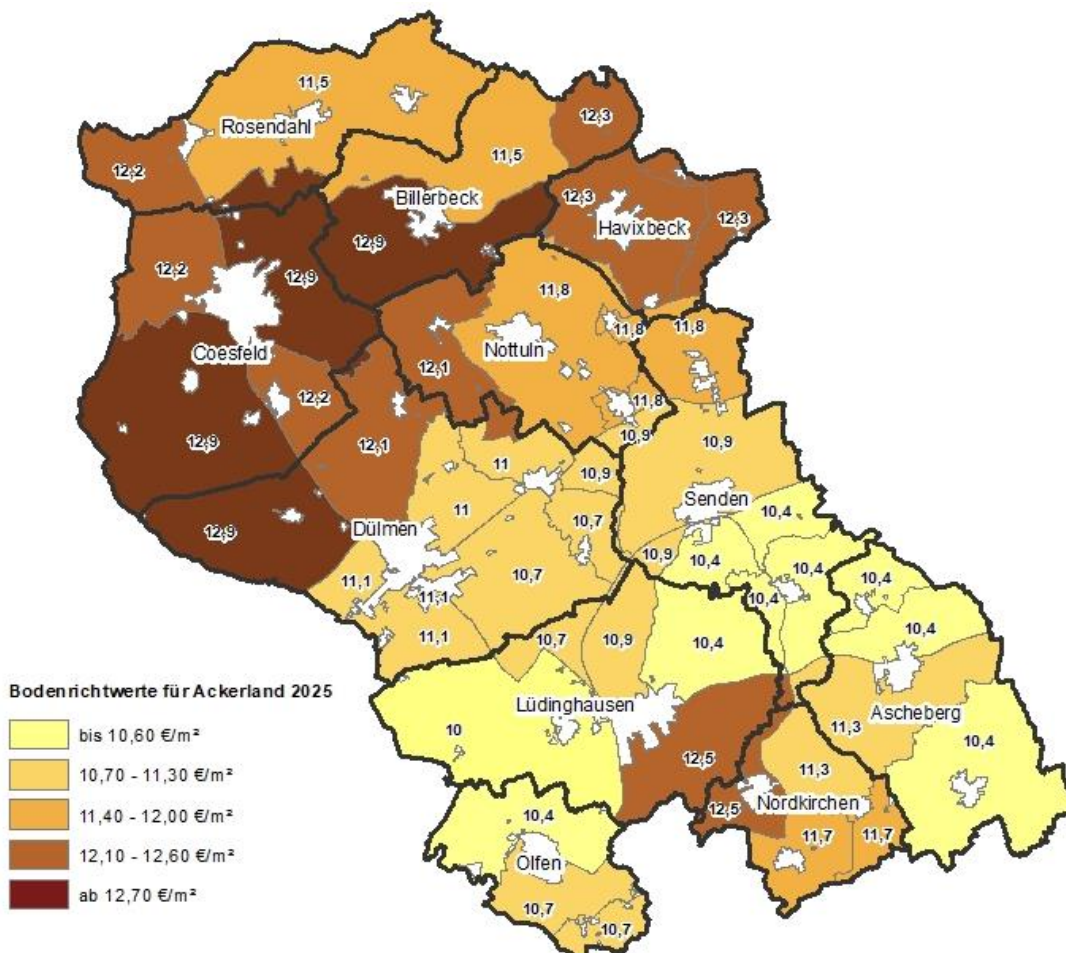 11,5
Rosendahl
12,3
11,5
12,2
Billerbeck
12,3
12,3
Havixbeck
12,9
12,2
12,9
11,8
11,8
11,8
Nottuln
Coesfeld
12,1
12,2
11,8
12,9
12,1
10,9
10,9
11
10,9
Senden
11
10,7
10,4
12,9
Dülmen
10,9
10,4
10,4
10,4
11,1
10,7
11,1
10,4
10,4
11,1
10,7
10,9
10,4
Bodenrichtwerte für Ackerland 2025
bis 10,60 €/m²
10,70 - 11,30 €/m²
11,40 - 12,00 €/m²
12,10 - 12,60 €/m²
ab 12,70 €/m²
Lüdinghausen
Ascheberg
11,3
10
10,4
12,5
11,3
Nordkirchen
12,5
10,4
11,7
11,7
Olfen
10,7
10,7